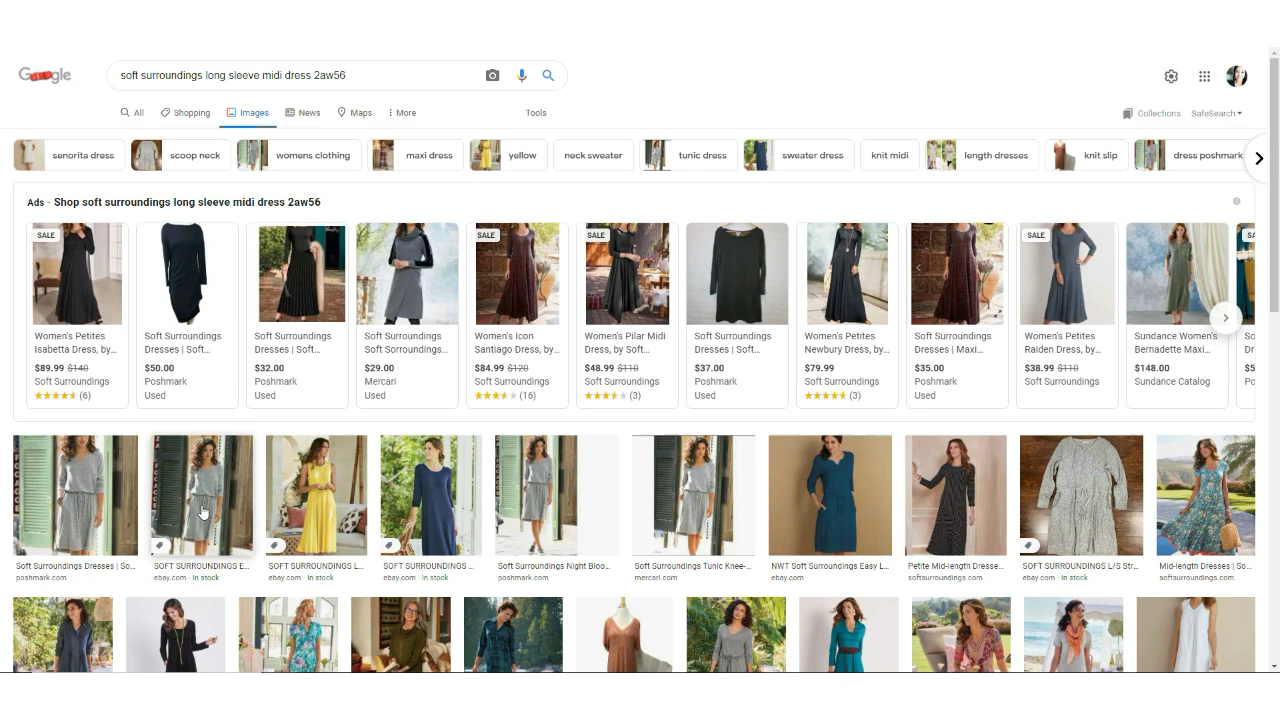 Google
soft surroundings long sleeve midi dress 2aw56
All Shopping Images News Maps More Tools Collections SafeSearch
senorita dress scoop neck womens clothing maxi dress yellow neck sweater tunic dress sweater dress knit midi length dresses knit slip dress poshmark
Ads · Shop soft surroundings long sleeve midi dress 2aw56
SALE SALE SALE SALE SA
Women's Petites Soft Surroundings Soft Surroundings Soft Surroundings Women's Icon Women's Pilar Midi Soft Surroundings Women's Petites Soft Surroundings Women's Petites Sundance Women's So
Isabetta Dress, by... Dresses | Soft... Dresses | Soft... Soft Sorroundings... Santiago Dress, by... Dress, by Soft... Dresses | Soft... Newbury Dress, by... Dresses | Maxi... Raiden Dress, by... Bernadette Maxi... Dr
$89.99 $140 $50.00 $32.00 $29.00 $84.99 $120 $48.99 $110 $37.00 $79.99 $35.00 $38.99 $110 $148.00 $5
Soft Surroundings Poshmark Poshmark Mercari Soft Surroundings Soft Surroundings Poshmark Soft Surroundings Poshmark Soft Surroundings Sundance Catalog Po
(6) Used Used Used (16) (3) Used (3) Used
Soft Surroundings Dresses | So... SOFT SURROUNDINGS E... SOFT SURROUNDINGS L... SOFT SURROUNDINGS ... Soft Surroundings Night Bloo... Soft Surroundings Tunic Knee-... NWT Soft Surroundings Easy L... Petite Mid-length Dresse... SOFT SURROUNDINGS L/S Str... Mid-length Dresses | So...
poshmark.com ebay.com · In stock ebay.com · In stock ebay.com · In stock poshmark.com mercari.com ebay.com softsurroundings.com ebay.com · In stock softsurroundings.com